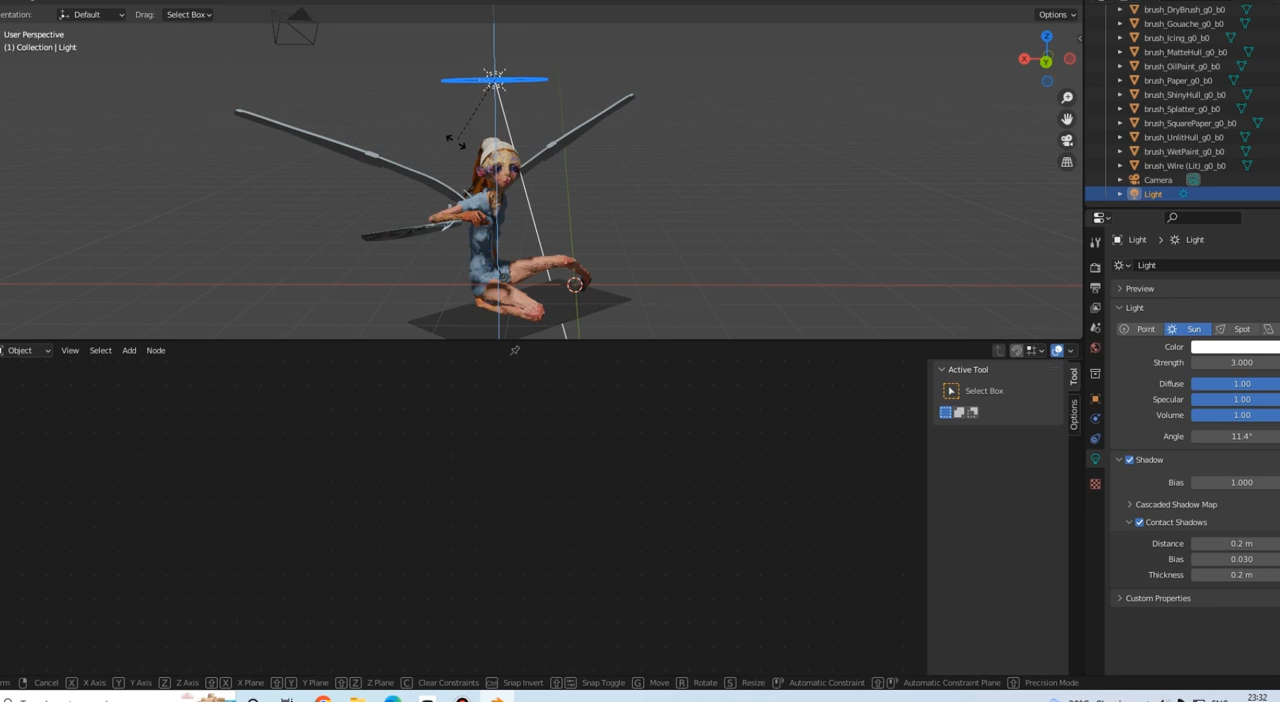 entation: Default Drag: Select Box Options
User Perspective
(1) Collection | Light
Z
X
Y
brush_DryBrush_g0_b0
brush_Gouache_g0_b0
brush_Icing_g0_b0
brush_MatteHull_g0_b0
brush_OilPaint_g0_b0
brush_Paper_g0_b0
brush_ShinyHull_g0_b0
brush_Splatter_g0_b0
brush_SquarePaper_g0_b0
brush_UnlitHull_g0_b0
brush_WetPaint_g0_b0
brush_Wire (Lit)_g0_b0
Camera
Light
Light Light
Light
Preview
Light
Point Sun Spot
Color
Strength 3.000
Diffuse 1.00
Specular 1.00
Volume 1.00
Angle 11.4°
Shadow
Bias 1.000
Cascaded Shadow Map
Contact Shadows
Distance 0.2 m
Bias 0.030
Thickness 0.2 m
Custom Properties
Object View Select Add Node
Active Tool
Select Box
Tool
Options
rm Cancel X X Axis Y Y Axis Z Z Axis X X Plane Y Y Plane Z Z Plane C Clear Constraints Snap Invert Snap Toggle G Move R Rotate S Resize Automatic Constraint Automatic Constraint Plane Precision Mode
23:32